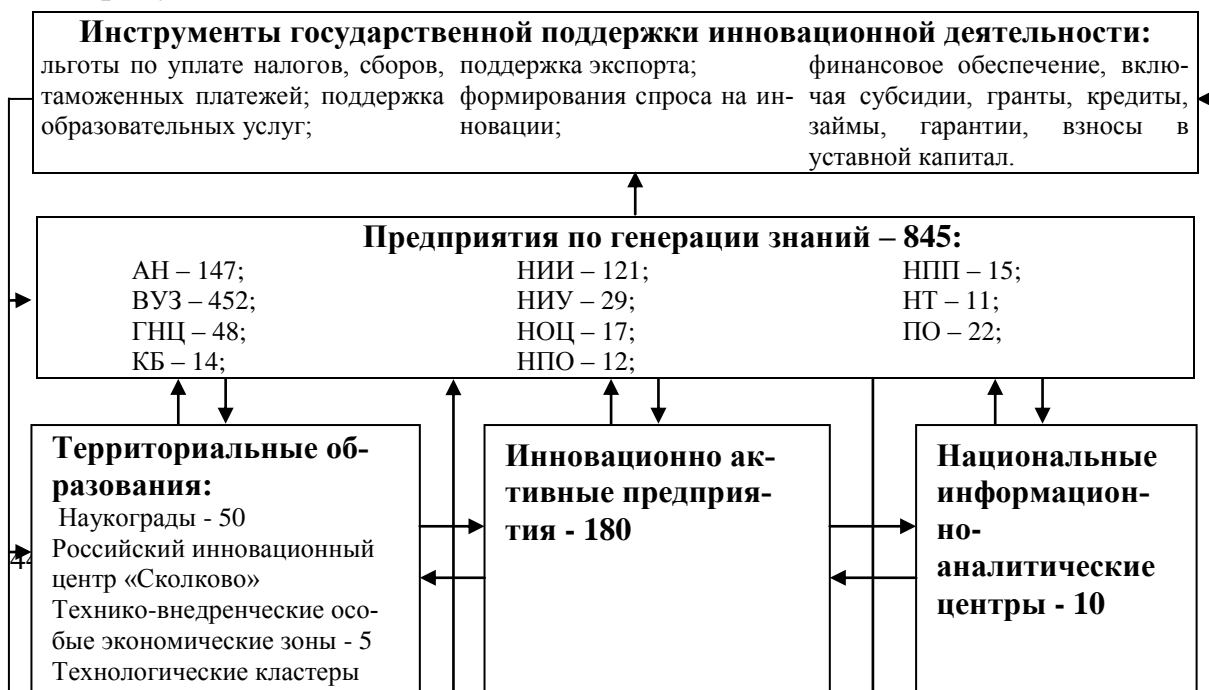 Инструменты государственной поддержки инновационной деятельности:
льготы по уплате налогов, сборов,
таможенных платежей; поддержка
образовательных услуг;
поддержка экспорта;
формирования спроса на ин-
новации;
финансовое обеспечение, вклю-
чая субсидии, гранты, кредиты,
займы, гарантии, взносы в
уставной капитал.
Предприятия по генерации знаний – 845:
АН – 147;
ВУЗ – 452;
ГНЦ – 48;
КБ – 14;
НИИ – 121;
НИУ – 29;
НОЦ – 17;
НПО – 12;
НПП – 15;
НТ – 11;
ПО – 22;
Территориальные об-
разования:
Наукограды - 50
Российский инновационный
центр «Сколково»
Технико-внедренческие осо-
бые экономические зоны - 5
Технологические кластеры
Инновационно ак-
тивные предприя-
тия - 180
Национальные
информацион-
но-
аналитические
центры - 10